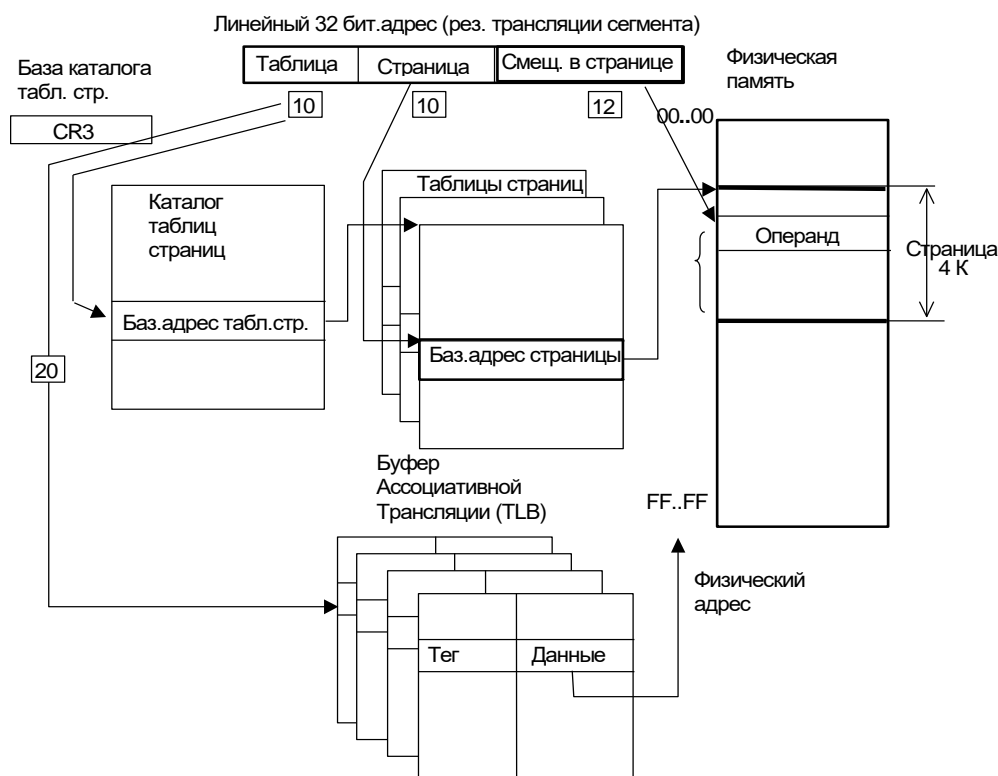 Линейный 32 бит.адрес (рез. трансляции сегмента)
Таблица
Страница
Смещ. в странице
База каталога
табл. стр.
CR3
10
10
12
Физическая
память
00..00
Каталог
таблиц
страниц
Таблицы страниц
Операнд
Страница
4 К
Баз.адрес табл.стр.
Баз.адрес страницы
20
Буфер
Ассоциативной
Трансляции (TLB)
FF..FF
Физический
адрес
Тег
Данные